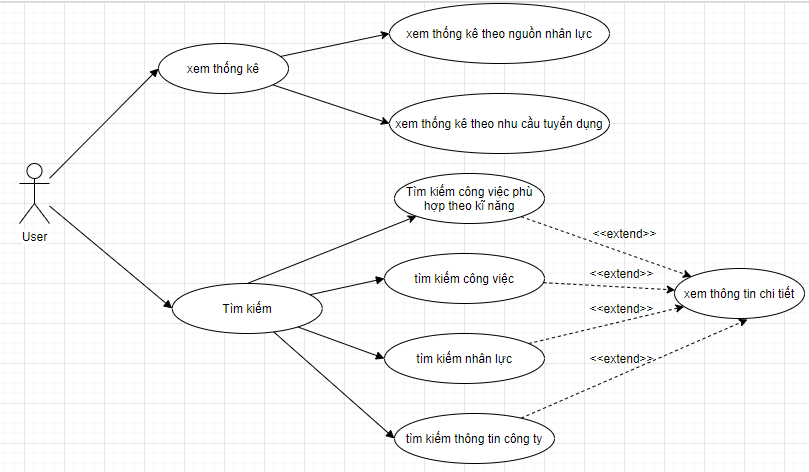 xem thống kê theo nguồn nhân lực
xem thống kê
xem thống kê theo nhu cầu tuyển dụng
Tìm kiếm công việc phù
hợp theo kĩ năng
User
<<extend>>
<<extend>>
tìm kiếm công việc
xem thông tin chi tiết
Tìm kiếm
<<extend>>
tìm kiếm nhân lực
<<extend>>
tìm kiếm thông tin công ty